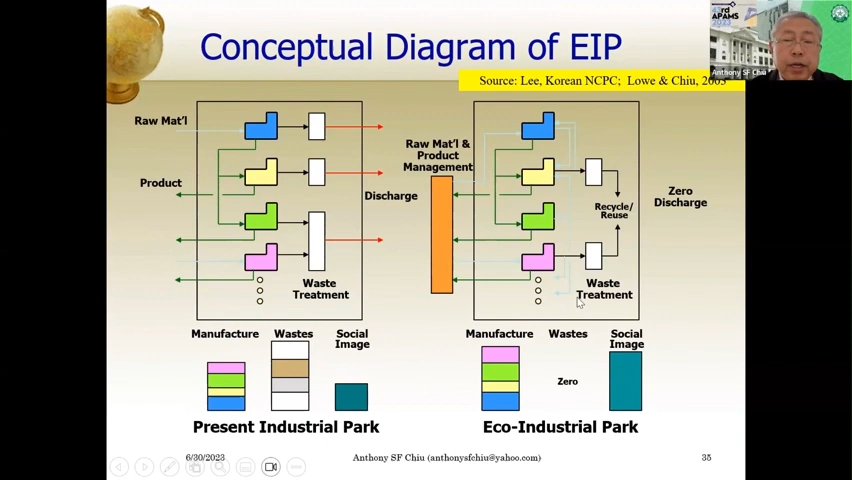 Conceptual Diagram of EIP
Source: Lee, Korean NCPC; Lowe & Chiu, 2003
rd
APAMS
2023
Anthony SF Chiu
Raw Mat'l
Product
Discharge
Waste
Treatment
Raw Mat'l &
Product
Management
Recycle/
Reuse
Zero
Discharge
Waste
Treatment
Manufacture
Wastes
Social
Image
Manufacture
Wastes
Social
Image
Zero
Present Industrial Park
Eco-Industrial Park
6/30/2023
Anthony SF Chiu (anthonysfchiu@yahoo.com)
35